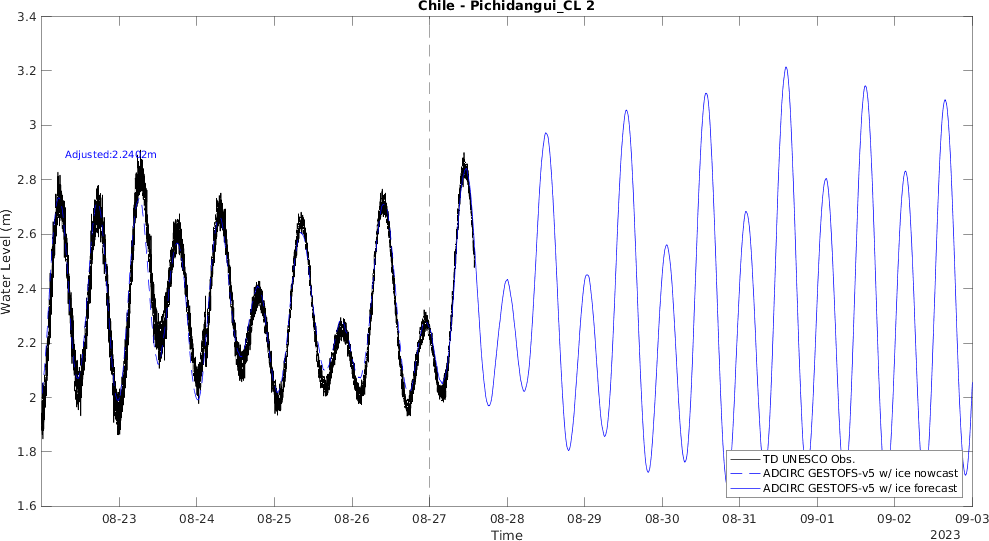 Chile - Pichidangui_CL 2
3.4
3.2
3
2.8
2.6
2.4
2.2
2
1.8
1.6
Water Level (m)
Adjusted:2.2402m
TD UNESCO Obs.
ADCIRC GESTOFS-v5 w/ ice nowcast
ADCIRC GESTOFS-v5 w/ ice forecast
08-23 08-24 08-25 08-26 08-27 08-28 08-29 08-30 08-31 09-01 09-02 09-03
Time
2023